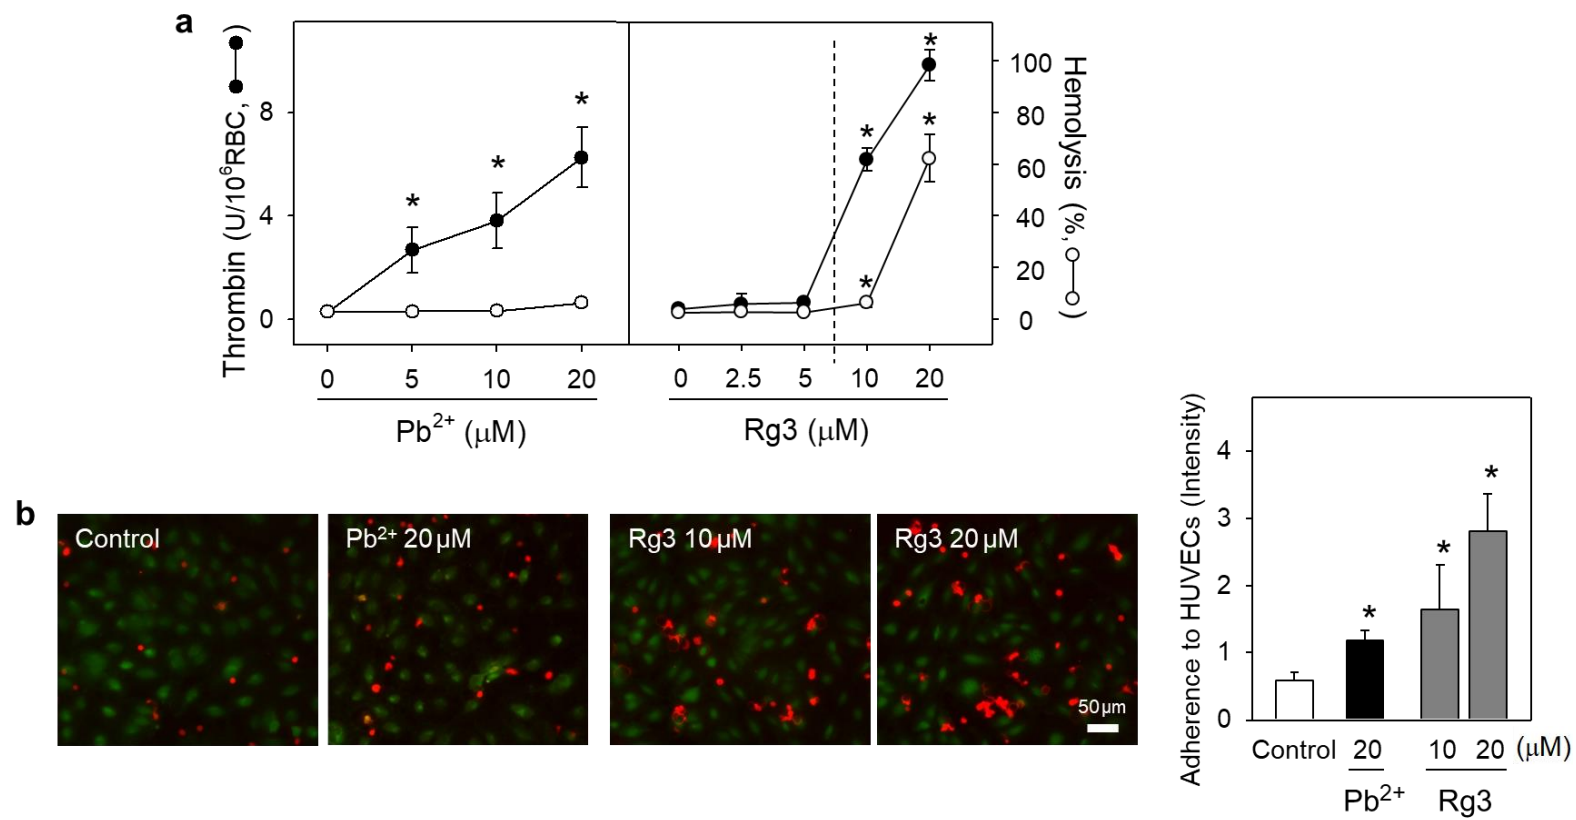 a
Thrombin (U/10⁶RBC, ●—●)
8
4
0
* * *
* *
* *
100
80
60
40
20
0
Hemolysis (%, ○—○)
0 5 10 20
0 2.5 5 10 20
Pb²⁺ (μM)
Rg3 (μM)
b
Control
Pb²⁺ 20 μM
Rg3 10 μM
Rg3 20 μM
50 μm
Adherence to HUVECs (Intensity)
4
3
2
1
0
* * *
Control 20 10 20 (μM)
Pb²⁺ Rg3